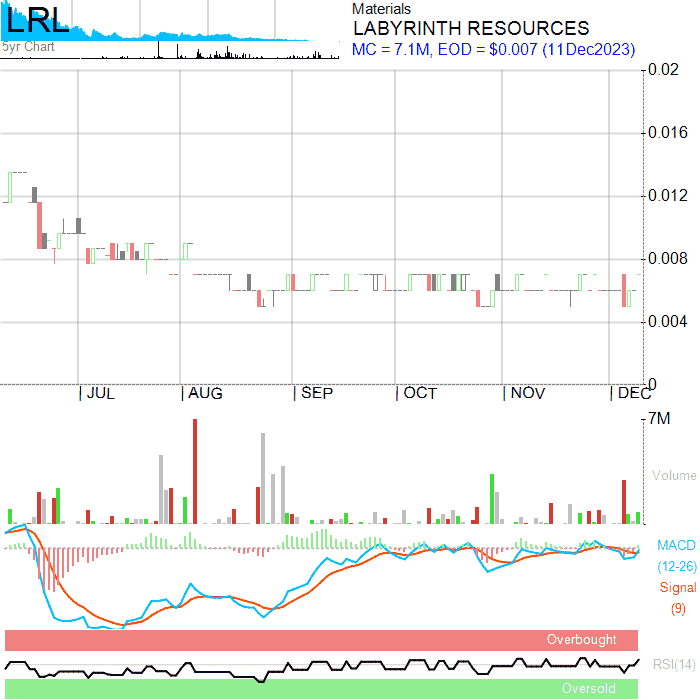 LRL
5yr Chart
Materials
LABYRINTH RESOURCES
MC = 7.1M, EOD = $0.007 (11Dec2023)
0.02
0.016
0.012
0.008
0.004
0
JUL
AUG
SEP
OCT
NOV
DEC
7M
Volume
MACD
(12-26)
Signal
(9)
Overbought
RSI(14)
Oversold